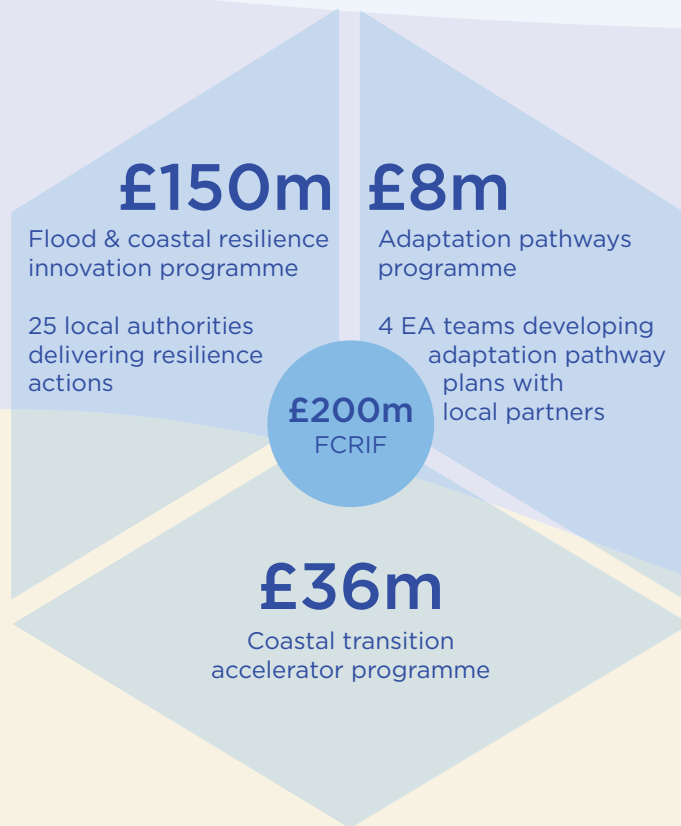 £150m
Flood & coastal resilience
innovation programme
25 local authorities
delivering resilience
actions
£8m
Adaptation pathways
programme
4 EA teams developing
adaptation pathway
plans with
local partners
£200m
FCRIF
£36m
Coastal transition
accelerator programme